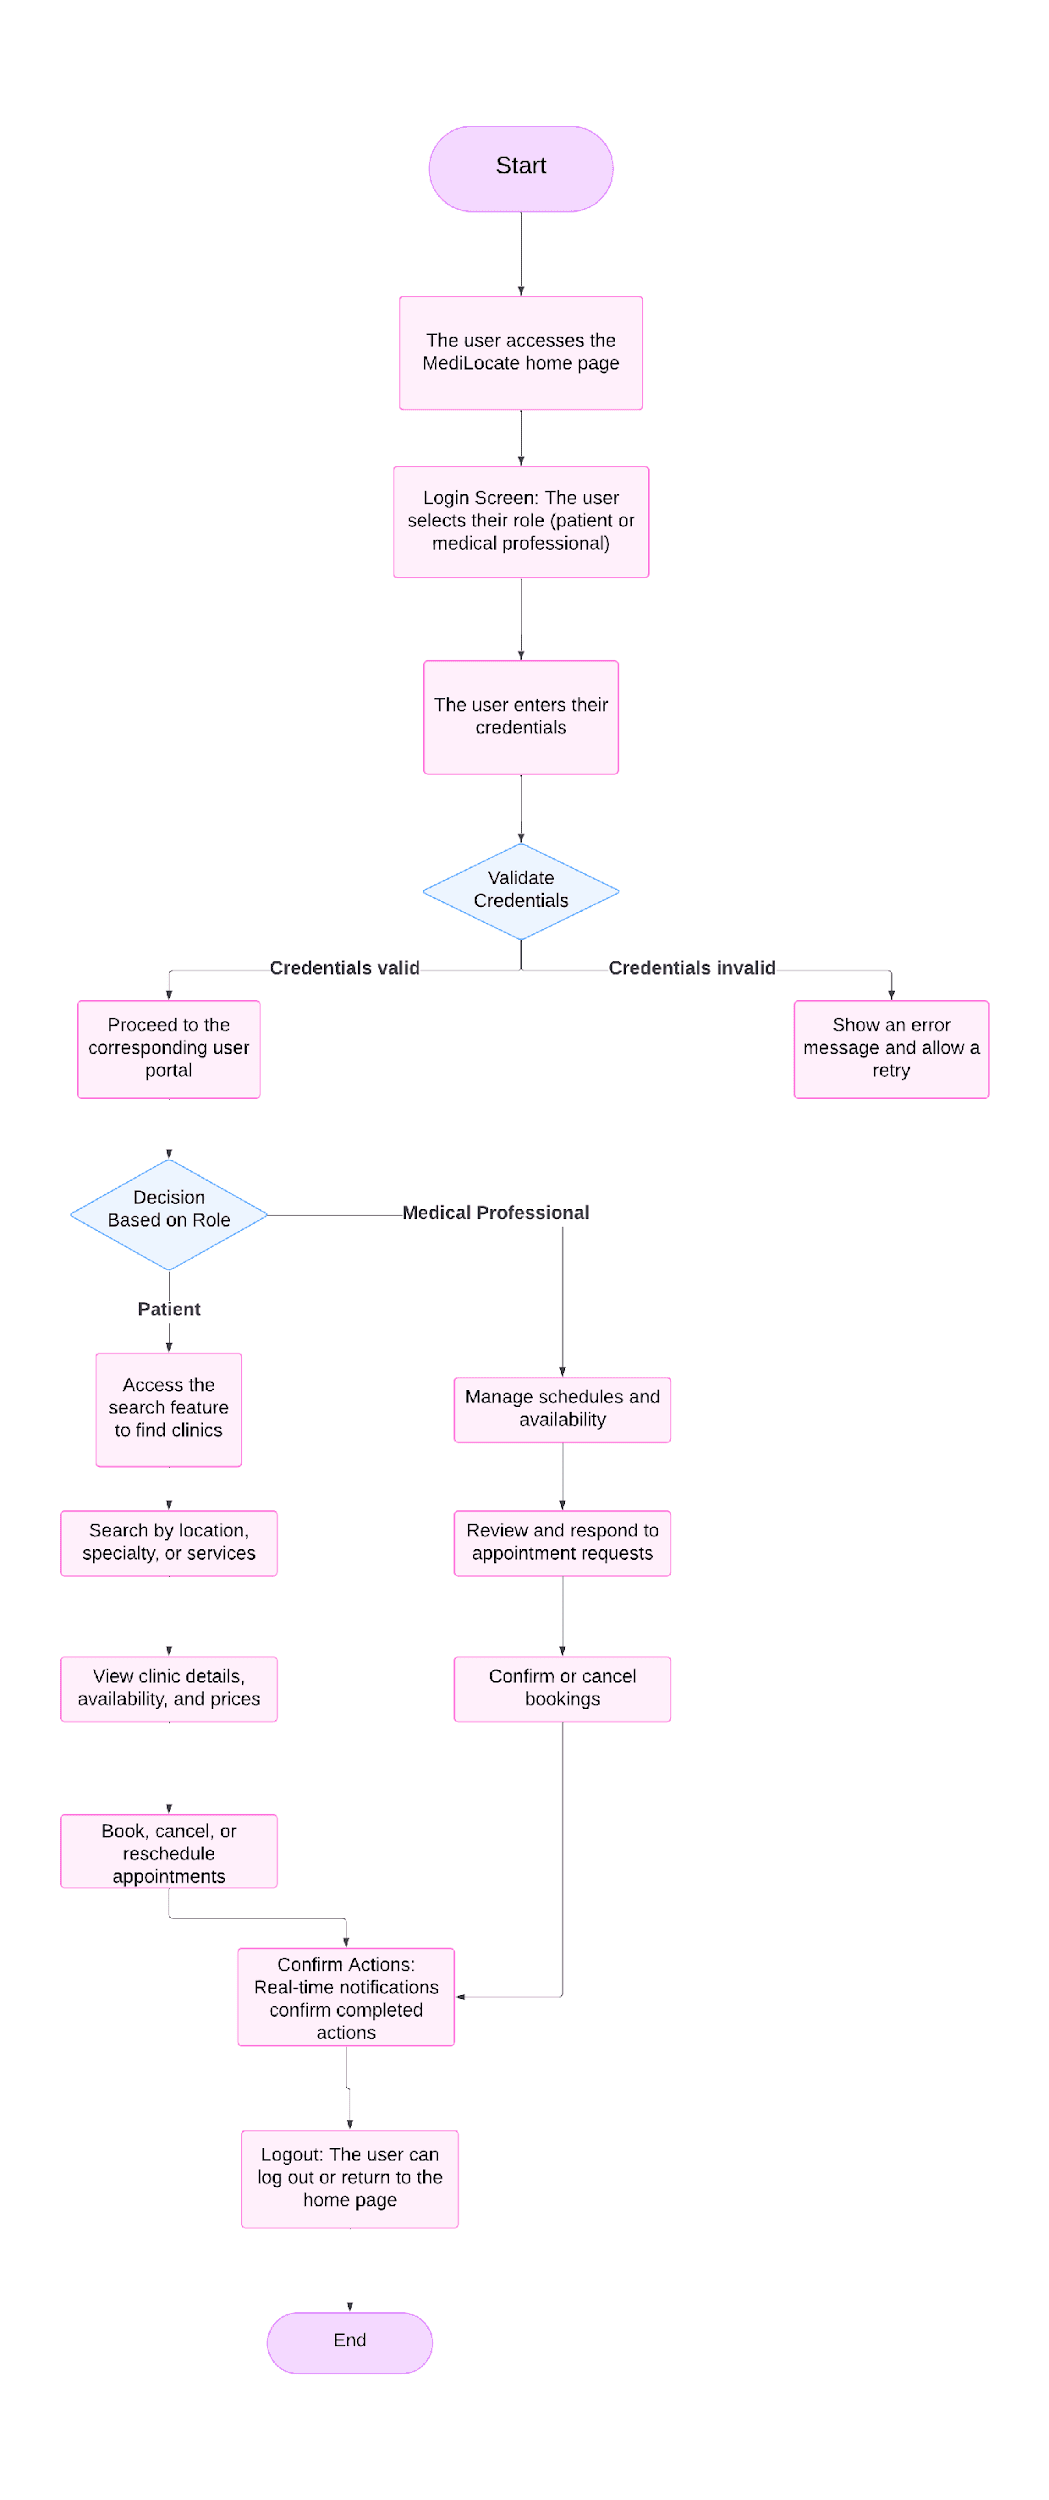 Start
The user accesses the
MediLocate home page
Login Screen: The user
selects their role (patient or
medical professional)
The user enters their
credentials
Validate
Credentials
Credentials valid
Credentials invalid
Proceed to the
corresponding user
portal
Show an error
message and allow a
retry
Decision
Based on Role
Medical Professional
Patient
Access the
search feature
to find clinics
Manage schedules and
availability
Search by location,
specialty, or services
Review and respond to
appointment requests
View clinic details,
availability, and prices
Confirm or cancel
bookings
Book, cancel, or
reschedule
appointments
Confirm Actions:
Real-time notifications
confirm completed
actions
Logout: The user can
log out or return to the
home page
End